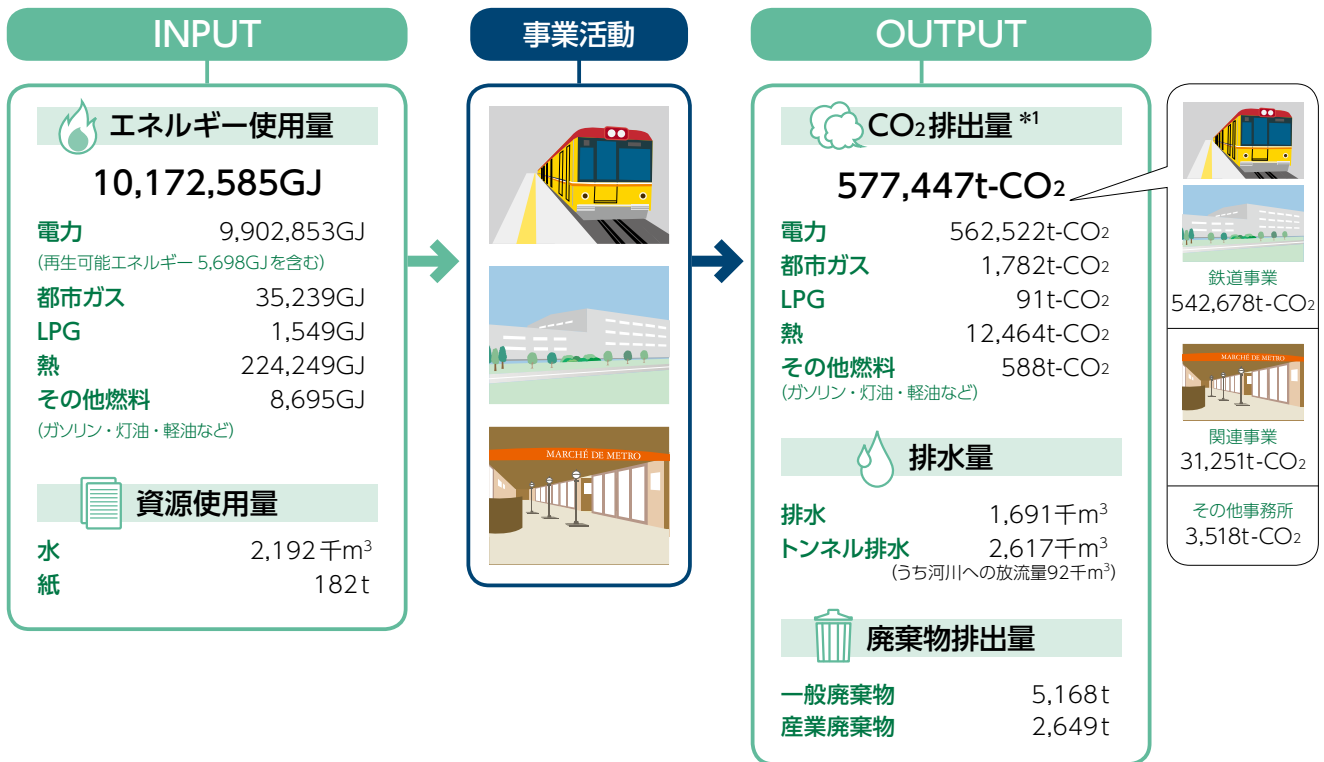 INPUT
エネルギー使用量
10,172,585GJ
電力 9,902,853GJ
(再生可能エネルギー 5,698GJを含む)
都市ガス 35,239GJ
LPG 1,549GJ
熱 224,249GJ
その他燃料 8,695GJ
(ガソリン・灯油・軽油など)
資源使用量
水 2,192千m³
紙 182t
事業活動
MARCHÉ DE METRO
OUTPUT
CO₂排出量 *1
577,447t-CO₂
電力 562,522t-CO₂
都市ガス 1,782t-CO₂
LPG 91t-CO₂
熱 12,464t-CO₂
その他燃料 588t-CO₂
(ガソリン・灯油・軽油など)
排水量
排水 1,691千m³
トンネル排水 2,617千m³
(うち河川への放流量92千m³)
廃棄物排出量
一般廃棄物 5,168t
産業廃棄物 2,649t
鉄道事業
542,678t-CO₂
MARCHÉ DE METRO
関連事業
31,251t-CO₂
その他事務所
3,518t-CO₂